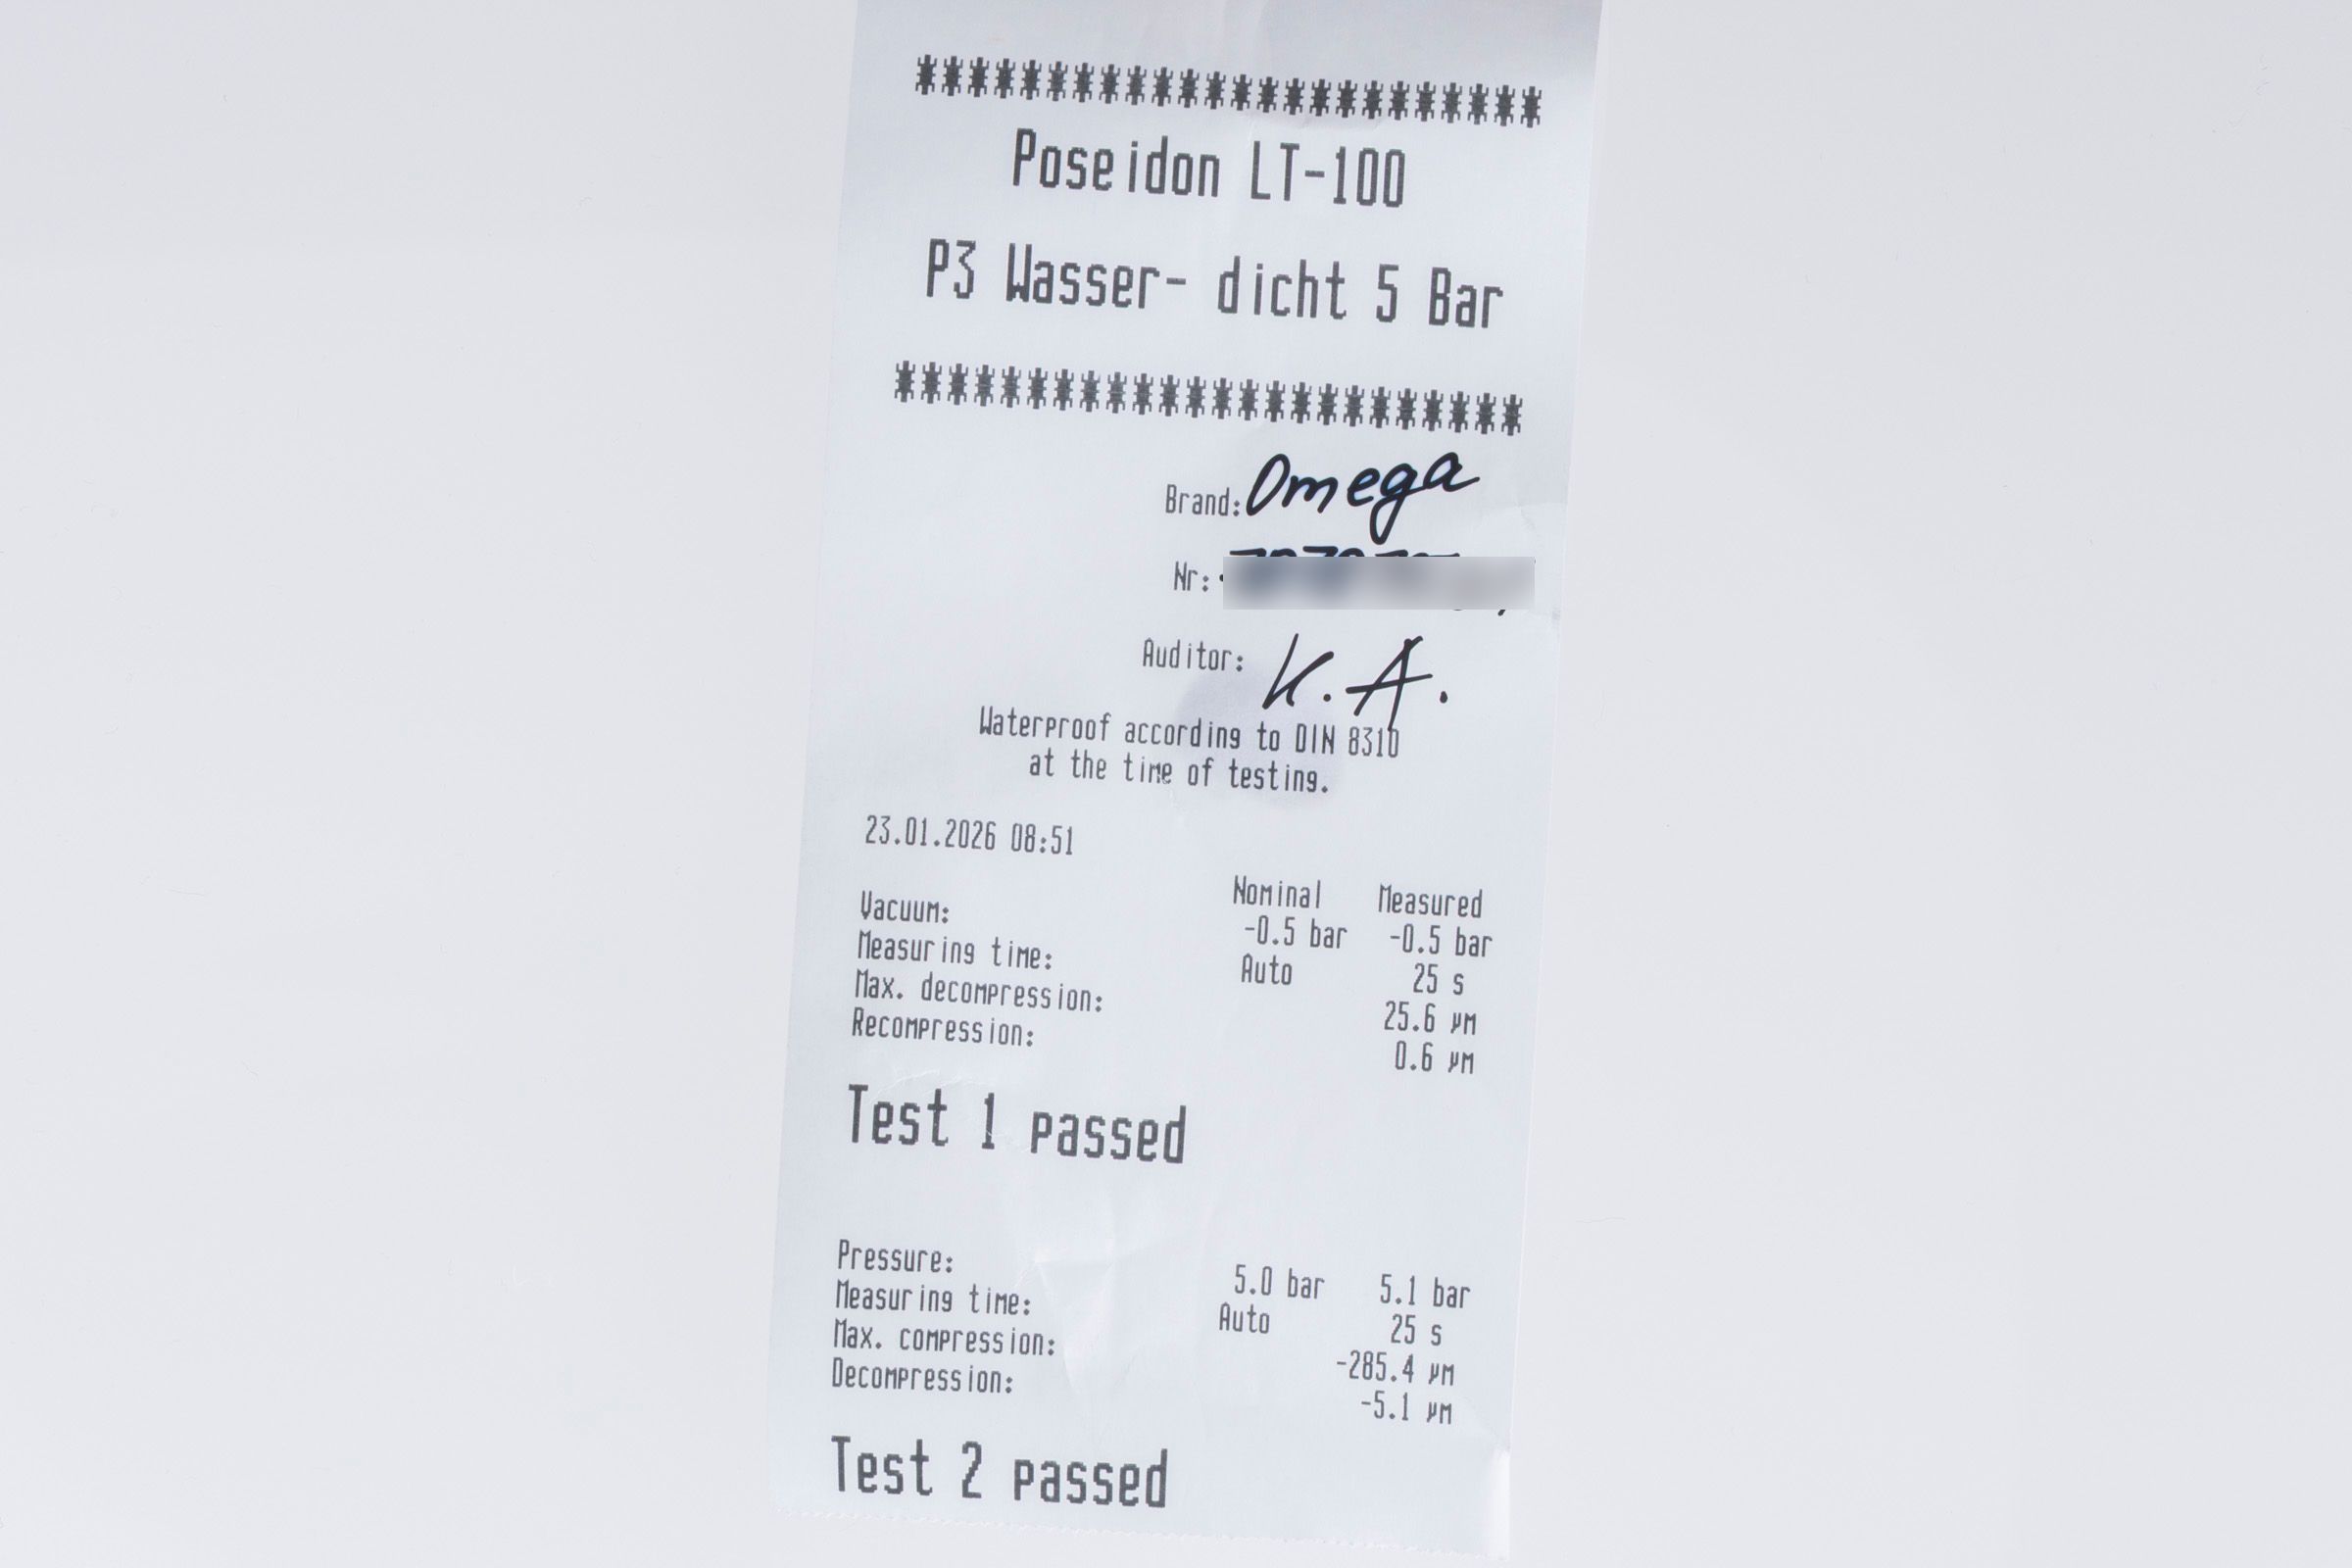 ************************
Poseidon LT-100
P3 Wasser- dicht 5 Bar
************************
Brand: Omega
Nr:
Auditor: K.A.
Waterproof according to DIN 8310
at the time of testing.
23.01.2026 08:51
Nominal Measured
Vacuum: -0.5 bar -0.5 bar
Measuring time: Auto 25 s
Max. decompression: 25.6 µm
Recompression: 0.6 µm
Test 1 passed
Pressure: 5.0 bar 5.1 bar
Measuring time: Auto 25 s
Max. compression: -285.4 µm
Decompression: -5.1 µm
Test 2 passed